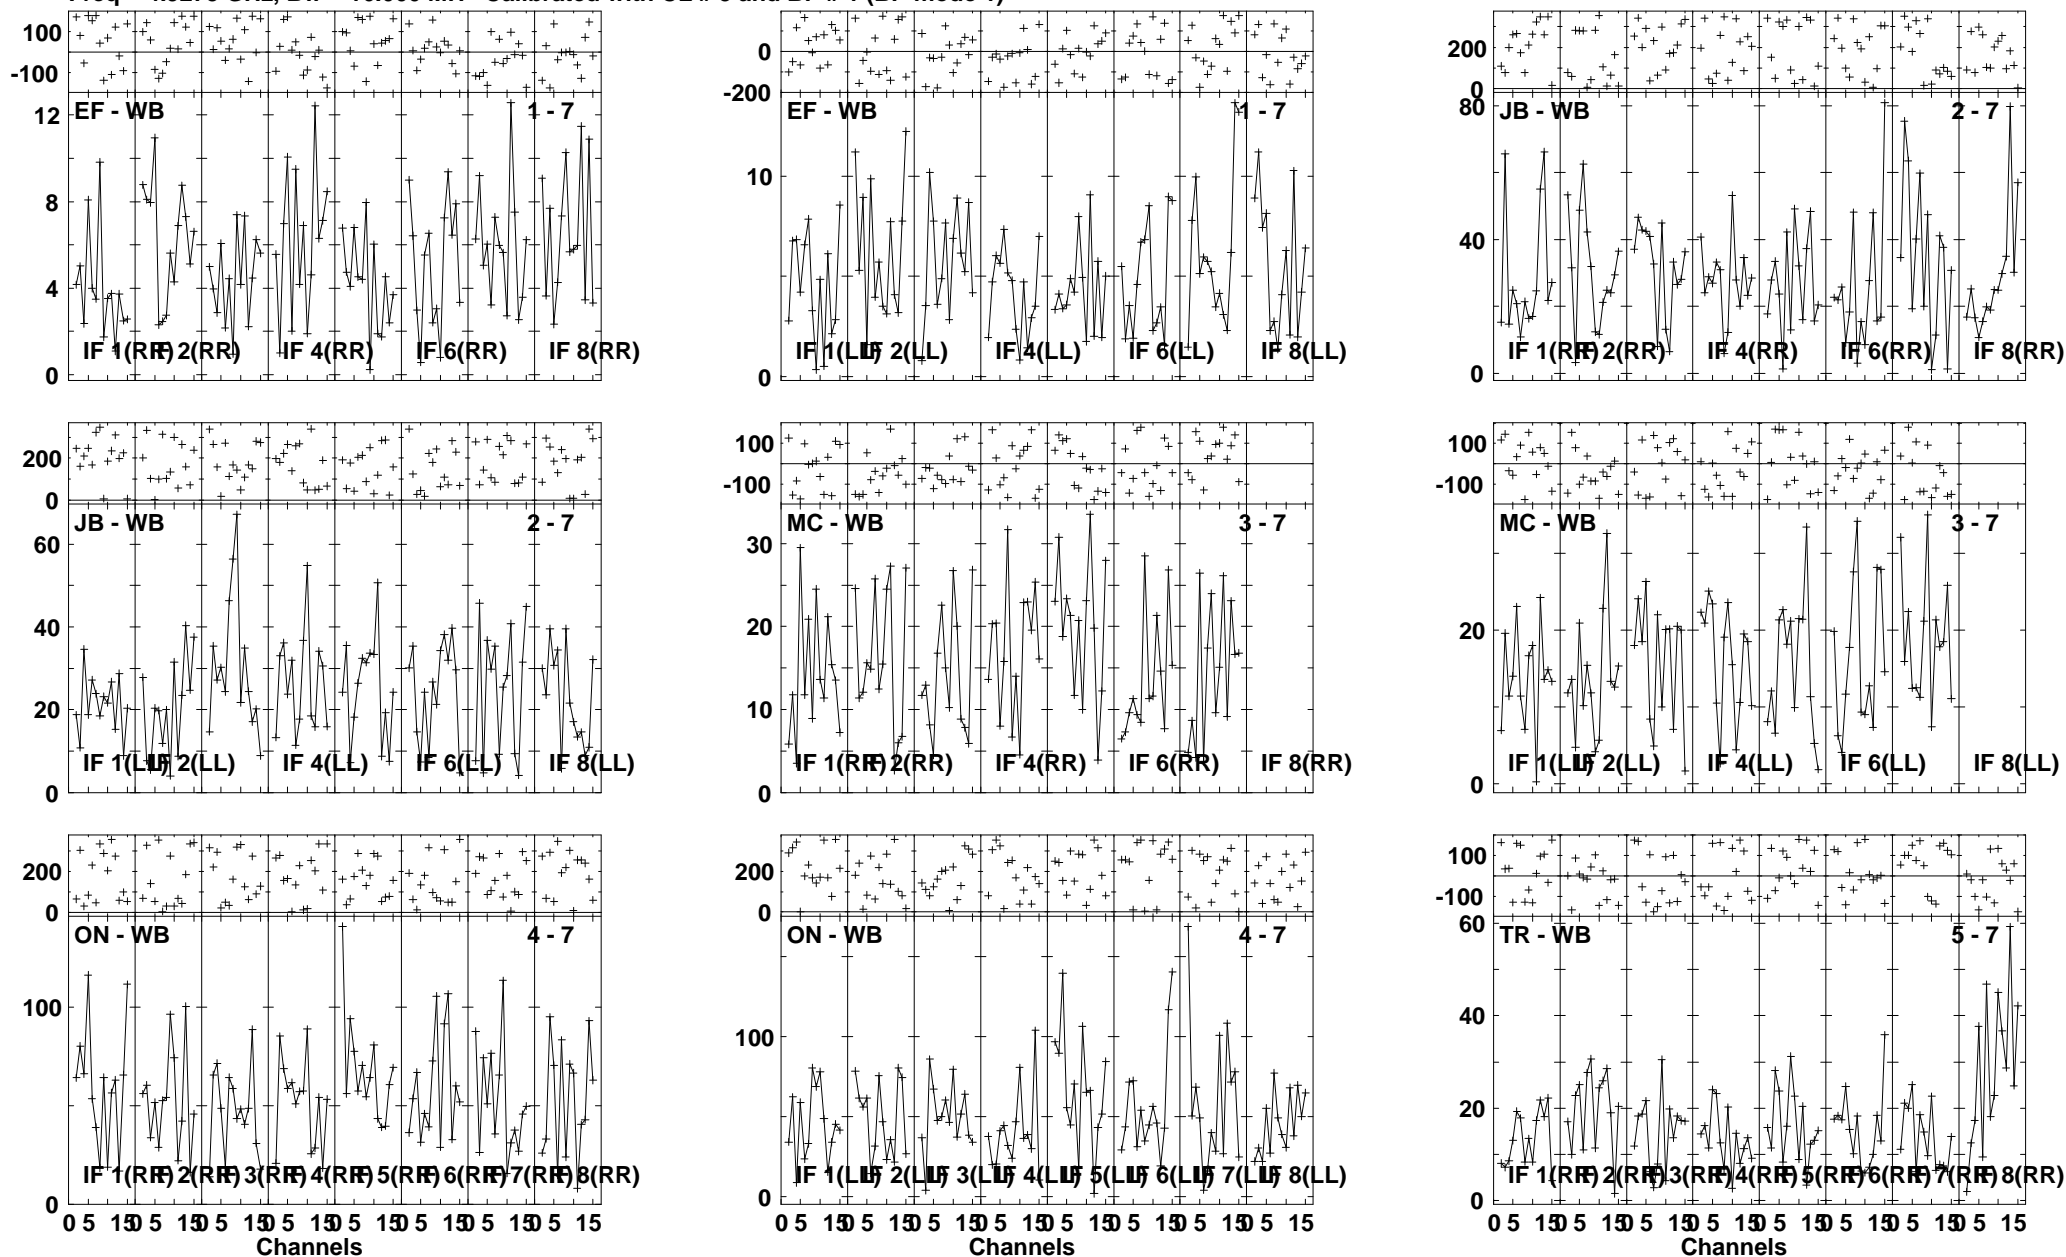 Freq GHz, MH Calibrated with and
100
-100
EF - WB 1 - 7
12
8
4
0
IF 1(RR) IF 2(RR) IF 4(RR) IF 6(RR) IF 8(RR)
0
-200
EF - WB 1 - 7
10
0
IF 1(LL) IF 2(LL) IF 4(LL) IF 6(LL) IF 8(LL)
200
0
JB - WB 2 - 7
80
40
0
IF 1(RR) IF 2(RR) IF 4(RR) IF 6(RR) IF 8(RR)
200
0
JB - WB 2 - 7
60
40
20
0
IF 1(LL) IF 2(LL) IF 4(LL) IF 6(LL) IF 8(LL)
100
-100
MC - WB 3 - 7
30
20
10
0
IF 1(RR) IF 2(RR) IF 4(RR) IF 6(RR) IF 8(RR)
100
-100
MC - WB 3 - 7
20
0
IF 1(LL) IF 2(LL) IF 4(LL) IF 6(LL) IF 8(LL)
200
0
ON - WB 4 - 7
100
0
IF 1(RR) IF 2(RR) IF 3(RR) IF 4(RR) IF 5(RR) IF 6(RR) IF 7(RR) IF 8(RR)
0 5 15 0 5 15 0 5 15 0 5 15 0 5 15 0 5 15 0 5 15 0 5 15
Channels
200
0
ON - WB 4 - 7
100
0
IF 1(LL) IF 2(LL) IF 3(LL) IF 4(LL) IF 5(LL) IF 6(LL) IF 7(LL) IF 8(LL)
0 5 15 0 5 15 0 5 15 0 5 15 0 5 15 0 5 15 0 5 15 0 5 15
Channels
100
-100
TR - WB 5 - 7
60
40
20
0
IF 1(RR) IF 2(RR) IF 3(RR) IF 4(RR) IF 5(RR) IF 6(RR) IF 7(RR) IF 8(RR)
0 5 15 0 5 15 0 5 15 0 5 15 0 5 15 0 5 15 0 5 15 0 5 15
Channels